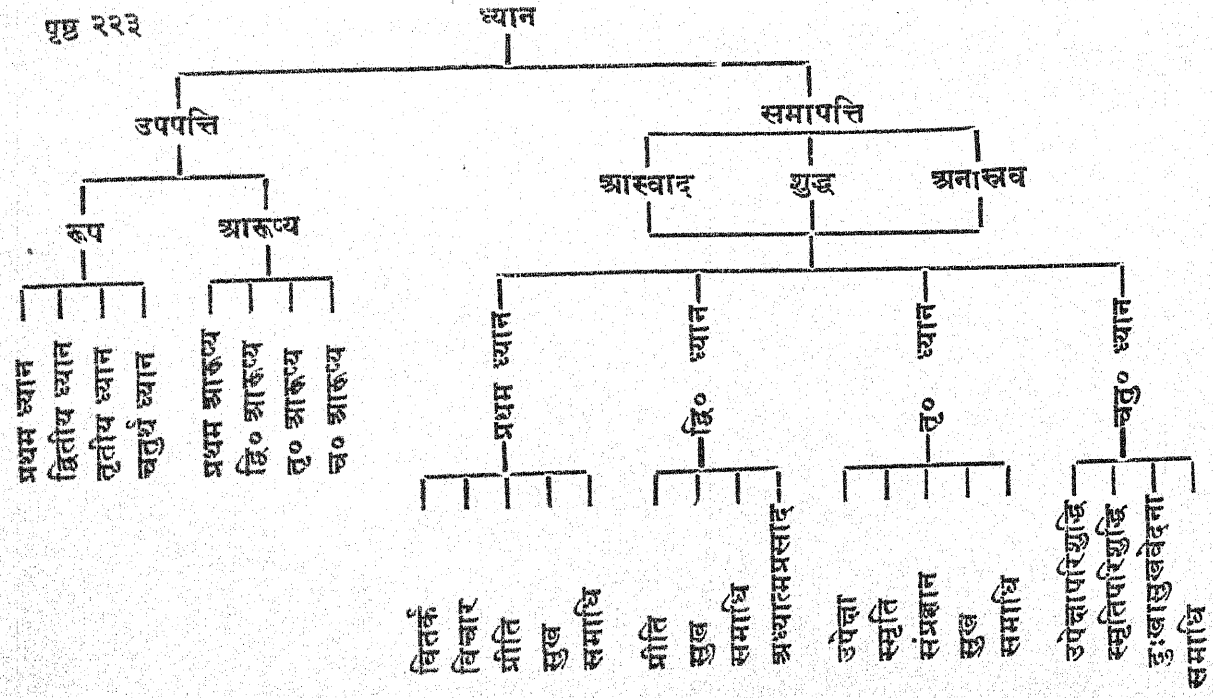 पृष्ठ २२३
ध्यान
उपपत्ति
समापत्ति
आस्वाद
शुद्ध
अनास्रव
रूप
आरूप्य
प्रथम ध्यान
द्वितीय ध्यान
तृतीय ध्यान
चतुर्थ ध्यान
प्रथम आरूप्य
द्वि० आरूप्य
तृ० आरूप्य
च० आरूप्य
प्रथम ध्यान
द्वि० ध्यान
तृ० ध्यान
चतु० ध्यान
वितर्क
विचार
प्रीति
सुख
समाधि
प्रीति
सुख
समाधि
अध्यात्मप्रसाद
उपेक्षा
स्मृति
संप्रज्ञान
सुख
समाधि
उपेक्षापरिशुद्धि
स्मृतिपरिशुद्धि
दुःखासुखवेदना
समाधि